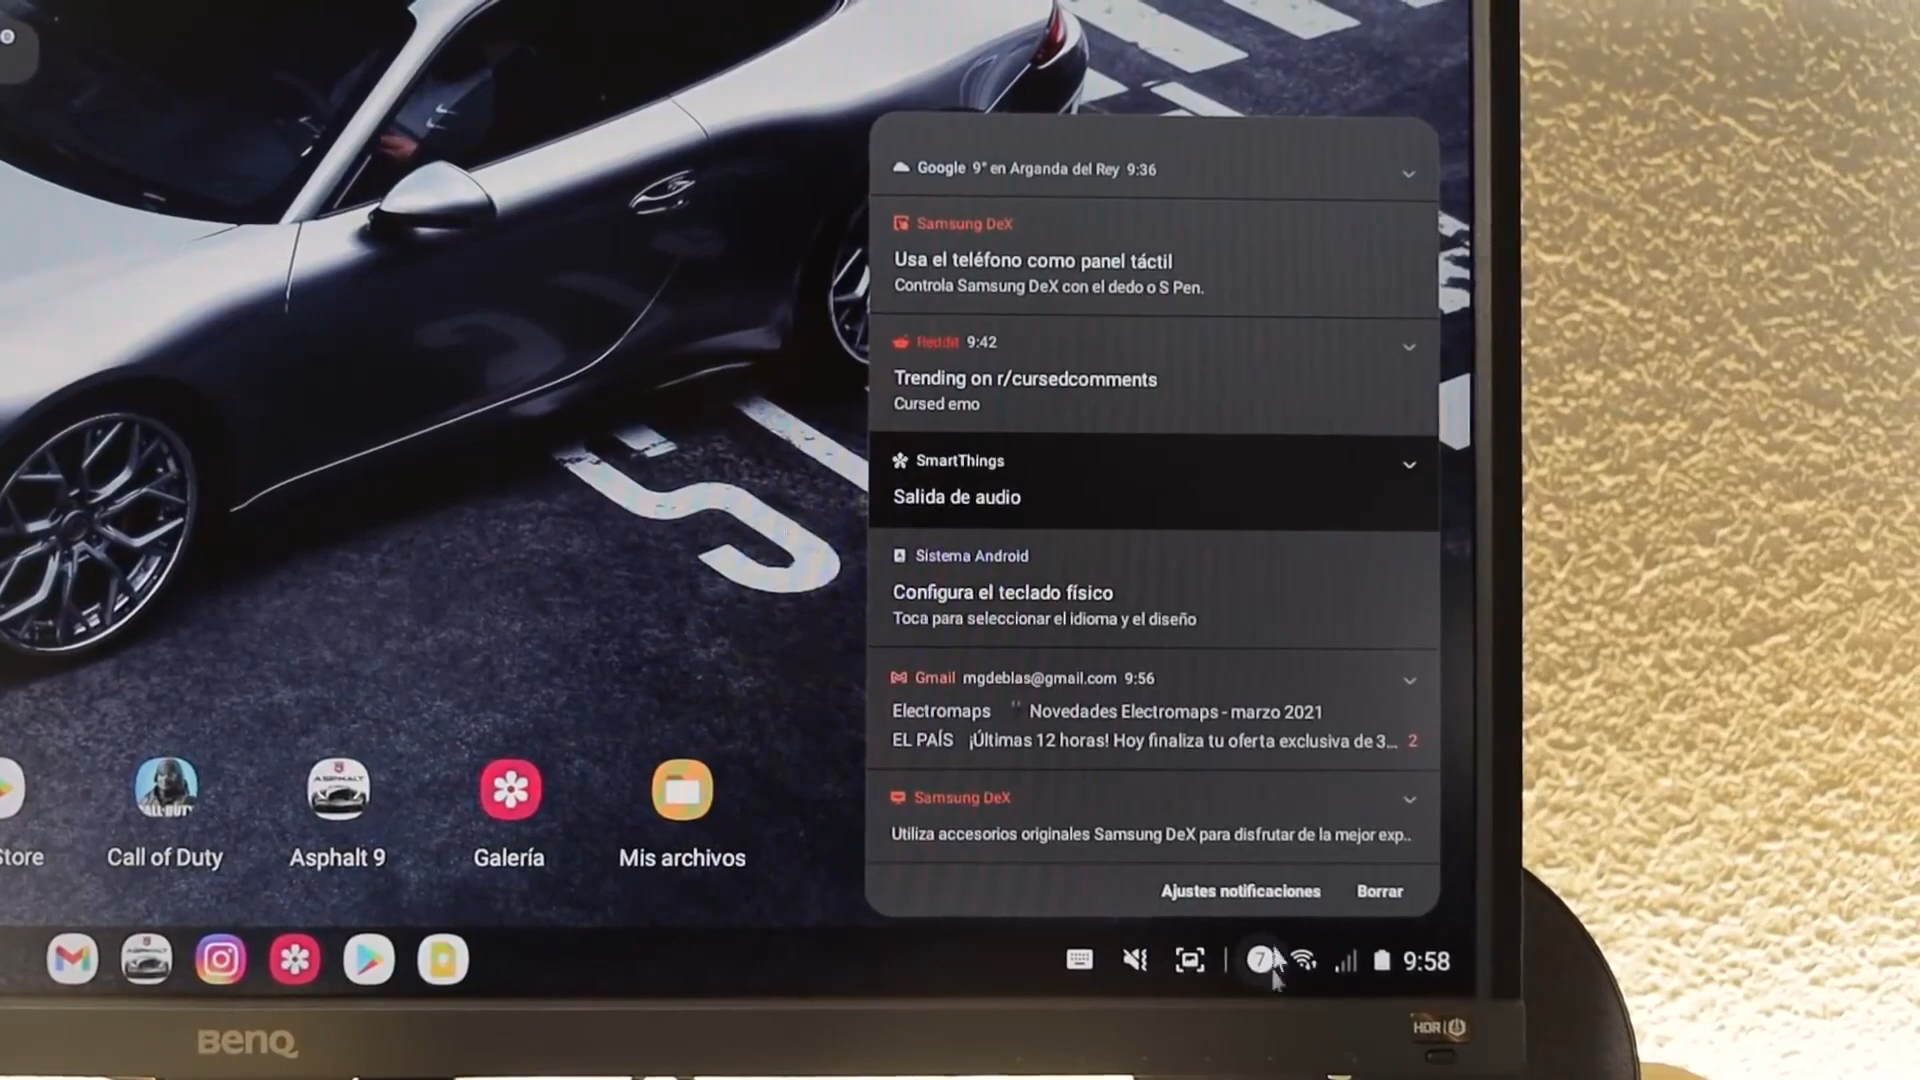 Google 9° en Arganda del Rey 9:36
Samsung DeX
Usa el teléfono como panel táctil
Controla Samsung DeX con el dedo o S Pen.
Reddit 9:42
Trending on r/cursedcomments
Cursed emo
SmartThings
Salida de audio
Sistema Android
Configura el teclado físico
Toca para seleccionar el idioma y el diseño
Gmail mgdeblas@gmail.com 9:56
Electromaps Novedades Electromaps - marzo 2021
EL PAÍS ¡Últimas 12 horas! Hoy finaliza tu oferta exclusiva de 3... 2
Samsung DeX
Utiliza accesorios originales Samsung DeX para disfrutar de la mejor exp..
Ajustes notificaciones Borrar
ASPHALT
Store Call of Duty Asphalt 9 Galería Mis archivos
7 9:58
BenQ
HDR